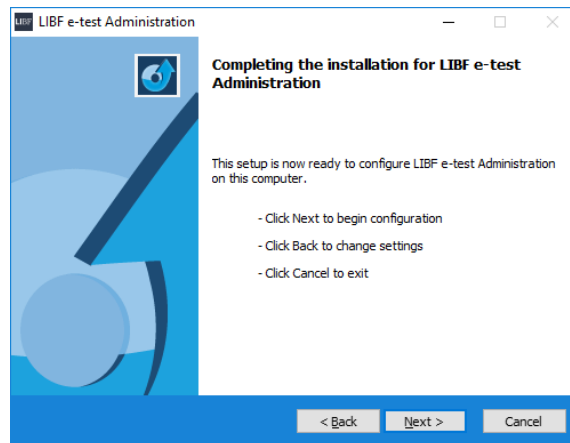 LIBF LIBF e-test Administration
Completing the installation for LIBF e-test
Administration
This setup is now ready to configure LIBF e-test Administration
on this computer.
- Click Next to begin configuration
- Click Back to change settings
- Click Cancel to exit
< Back Next > Cancel